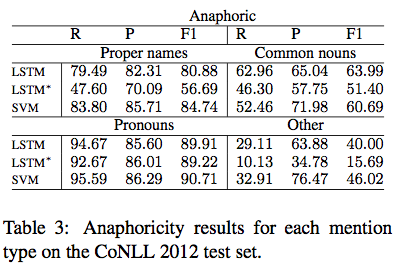 Anaphoric
R P F1 R P F1
Proper names Common nouns
LSTM 79.49 82.31 80.88 62.96 65.04 63.99
LSTM* 47.60 70.09 56.69 46.30 57.75 51.40
SVM 83.80 85.71 84.74 52.46 71.98 60.69
Pronouns Other
LSTM 94.67 85.60 89.91 29.11 63.88 40.00
LSTM* 92.67 86.01 89.22 10.13 34.78 15.69
SVM 95.59 86.29 90.71 32.91 76.47 46.02
Table 3: Anaphoricity results for each mention
type on the CoNLL 2012 test set.